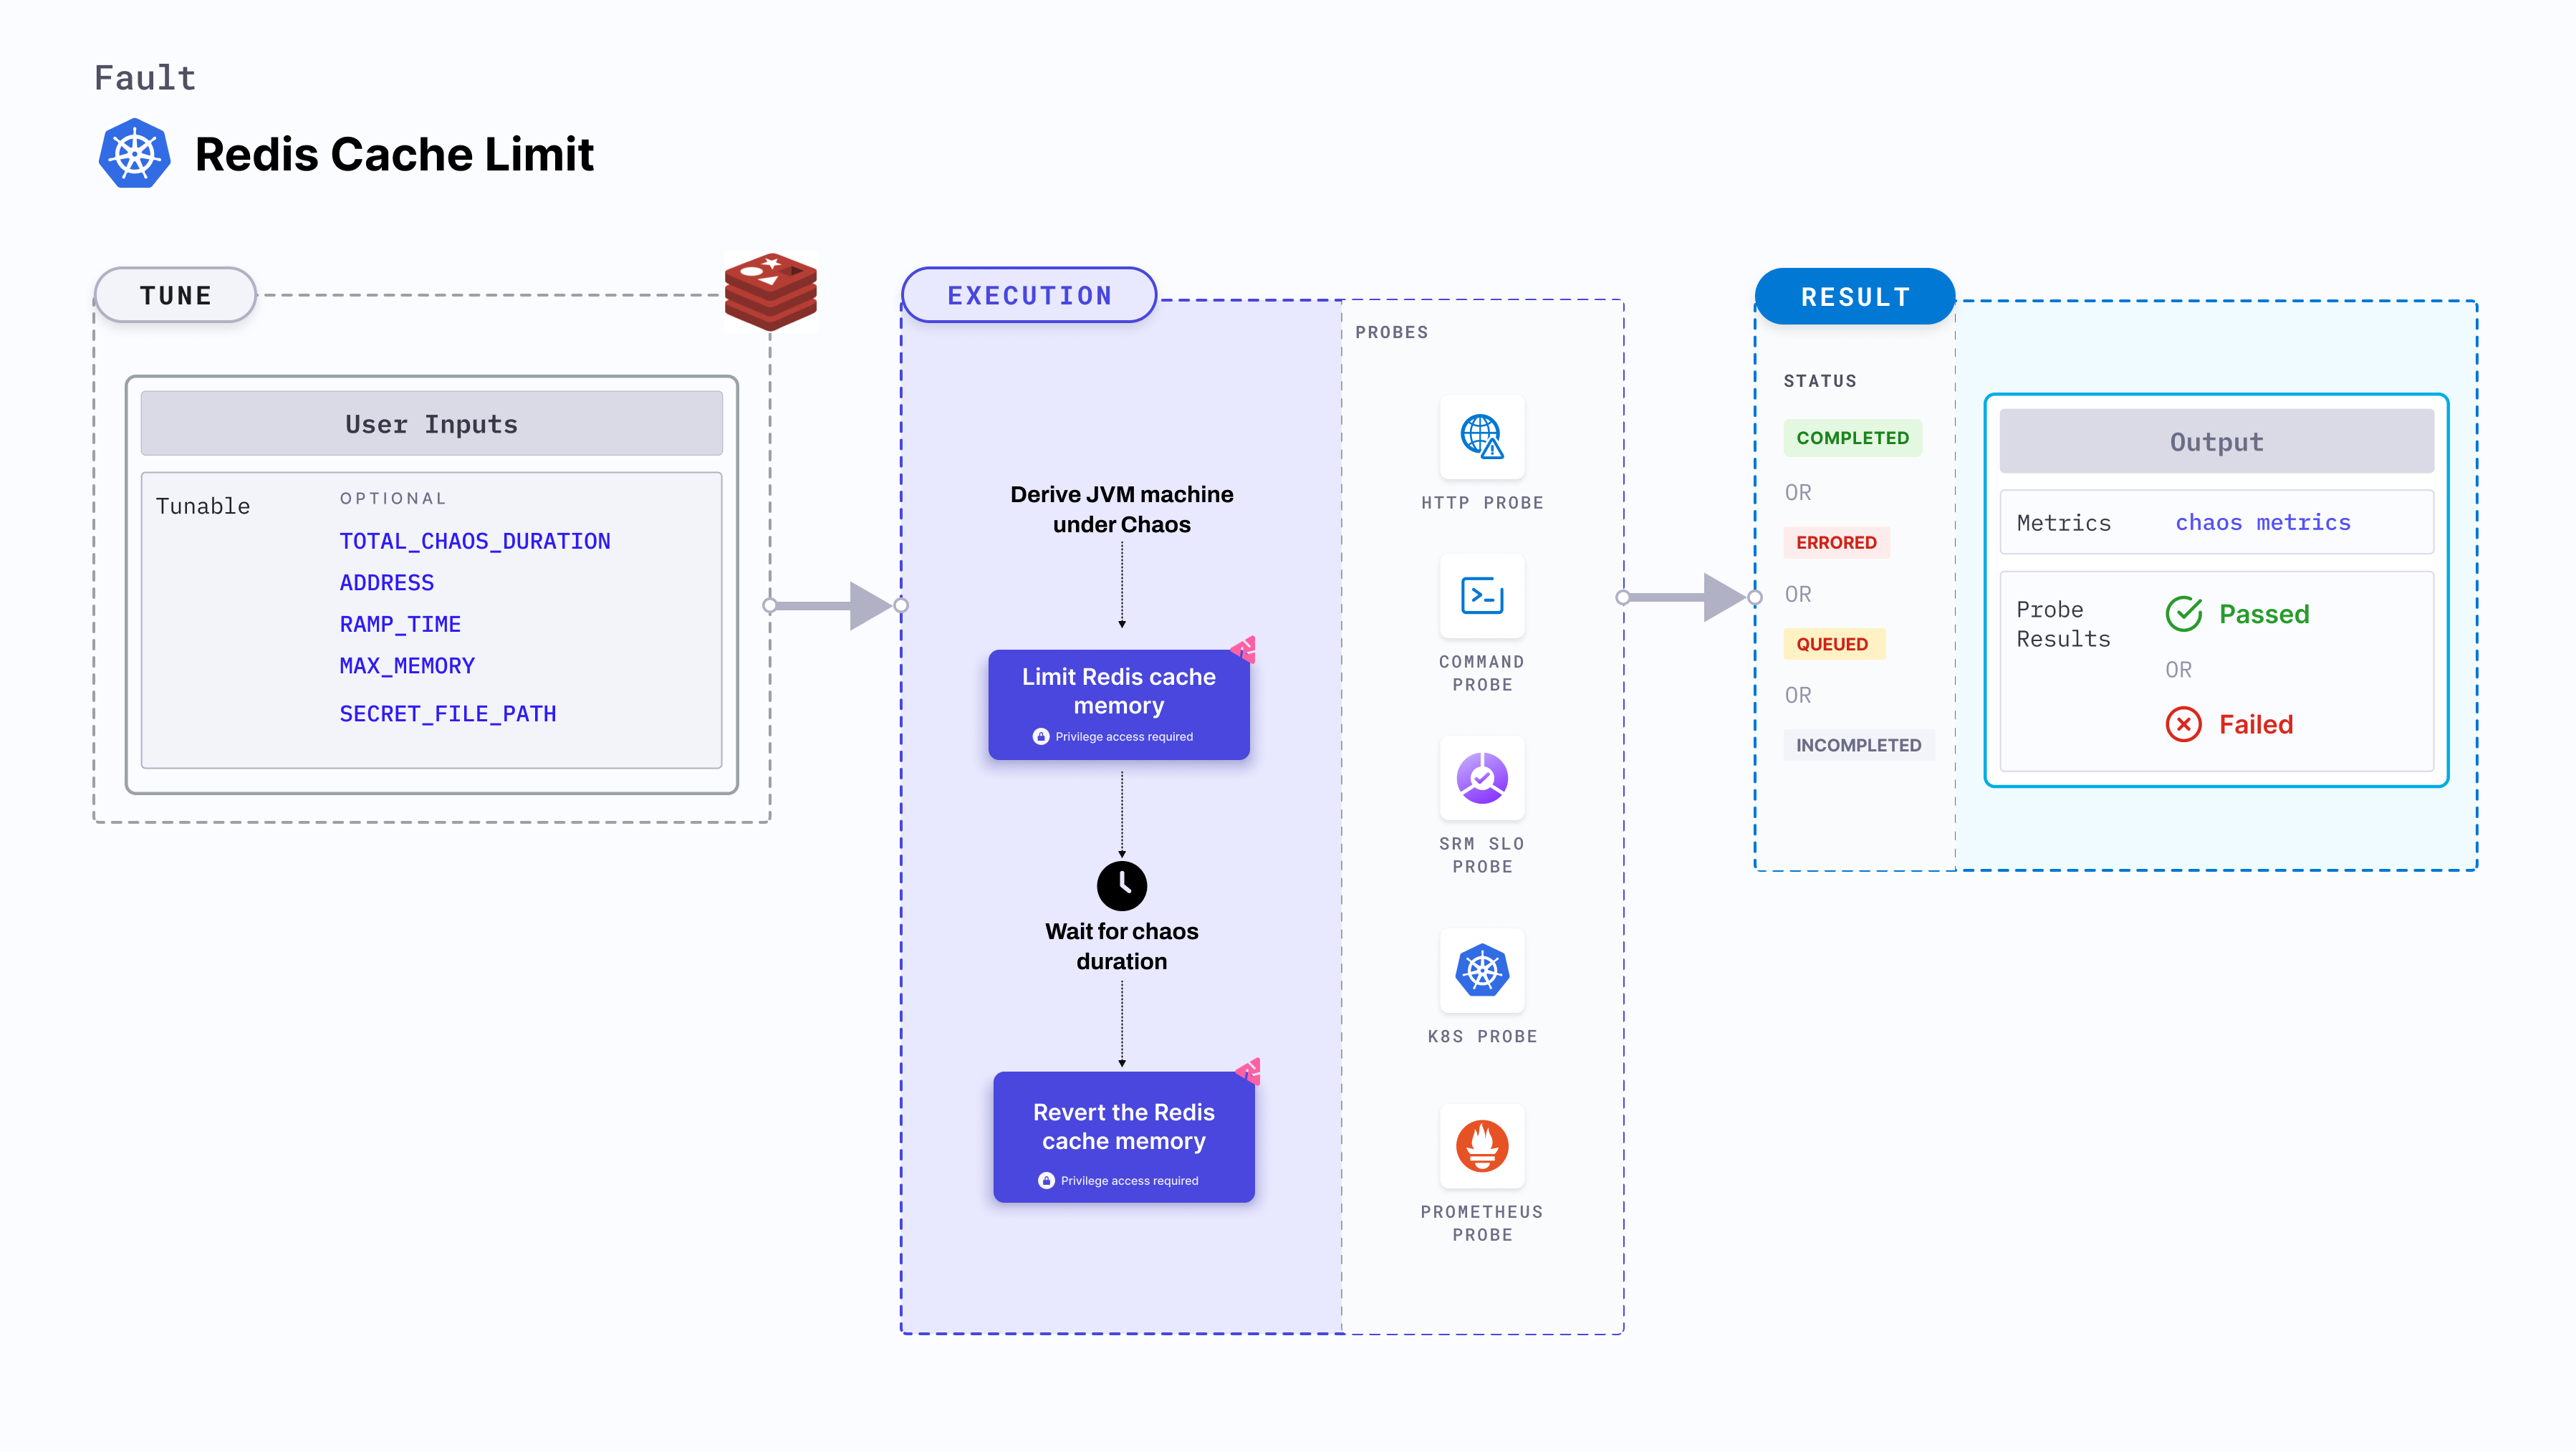 Fault
Redis Cache Limit
TUNE
User Inputs
Tunable
OPTIONAL
TOTAL_CHAOS_DURATION
ADDRESS
RAMP_TIME
MAX_MEMORY
SECRET_FILE_PATH
EXECUTION
Derive JVM machine
under Chaos
Limit Redis cache
memory
Privilege access required
Wait for chaos
duration
Revert the Redis
cache memory
Privilege access required
PROBES
HTTP PROBE
COMMAND
PROBE
SRM SLO
PROBE
K8S PROBE
PROMETHEUS
PROBE
RESULT
STATUS
COMPLETED
OR
ERRORED
OR
QUEUED
OR
INCOMPLETED
Output
Metrics
chaos metrics
Probe
Results
Passed
OR
Failed